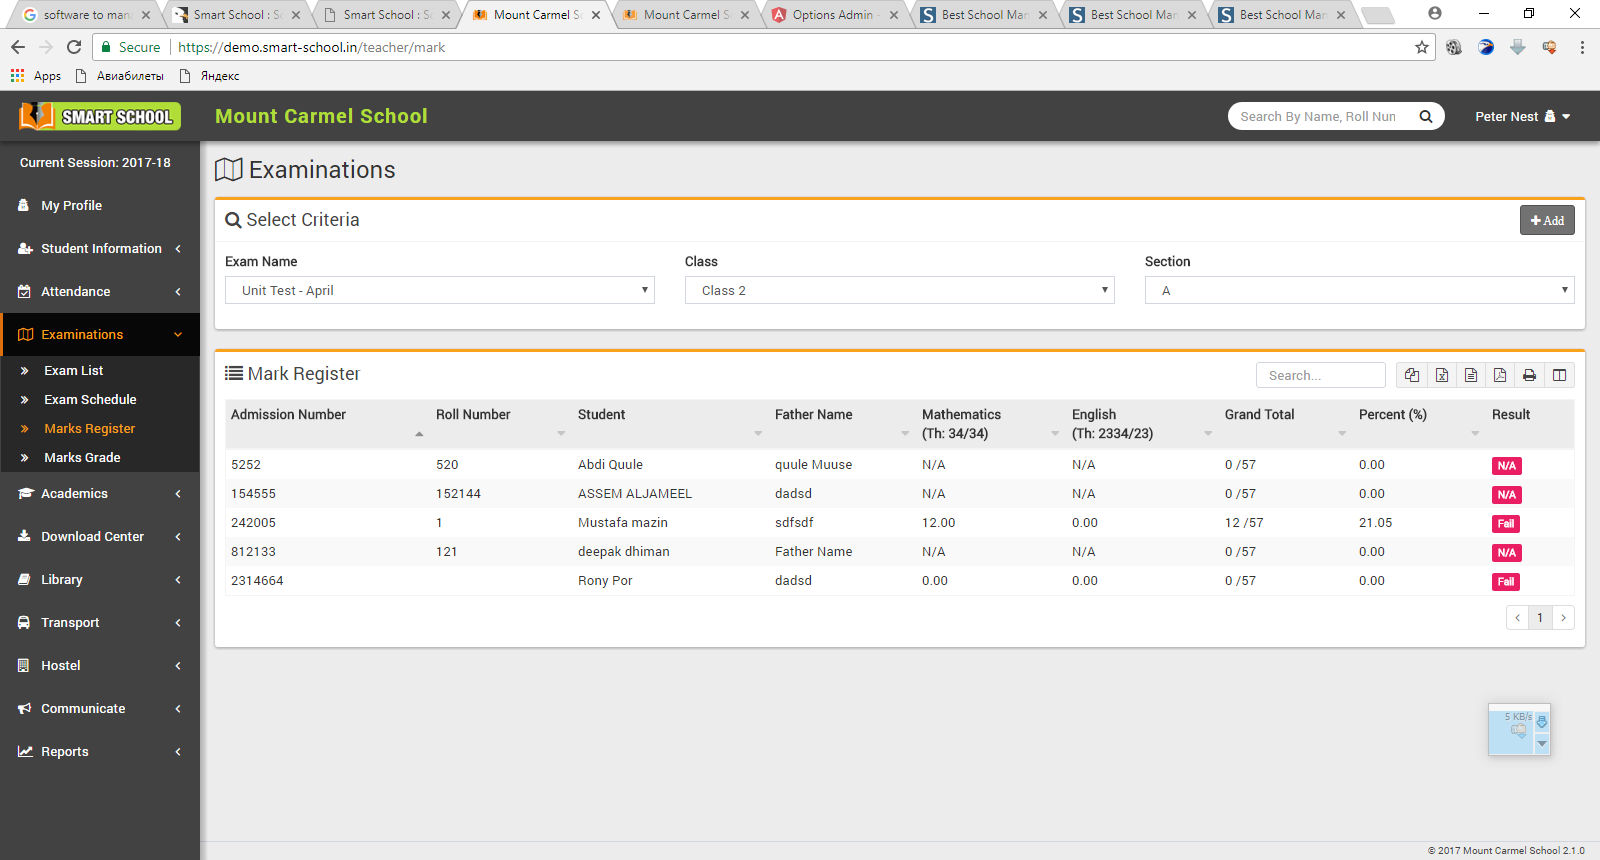 software to man
Smart School : S
Smart School : S
Mount Carmel S
Mount Carmel S
Options Admin -
Best School Man
Best School Man
Best School Man
Secure https://demo.smart-school.in/teacher/mark
Apps Авиабилеты Яндекс
SMART SCHOOL Mount Carmel School Search By Name, Roll Nur Peter Nest
Current Session: 2017-18
My Profile
Student Information
Attendance
Examinations
Exam List
Exam Schedule
Marks Register
Marks Grade
Academics
Download Center
Library
Transport
Hostel
Communicate
Reports
Examinations
Select Criteria Add
Exam Name Class Section
Unit Test - April Class 2 A
Mark Register Search...
Admission Number Roll Number Student Father Name Mathematics (Th: 34/34) English (Th: 2334/23) Grand Total Percent (%) Result
5252 520 Abdi Quule quule Muuse N/A N/A 0 /57 0.00 N/A
154555 152144 ASSEM ALJAMEEL dadsd N/A N/A 0 /57 0.00 N/A
242005 1 Mustafa mazin sdfsdf 12.00 0.00 12 /57 21.05 Fail
812133 121 deepak dhiman Father Name N/A N/A 0 /57 0.00 N/A
2314664 Rony Por dadsd 0.00 0.00 0 /57 0.00 Fail
1
5 KB/s
© 2017 Mount Carmel School 2.1.0